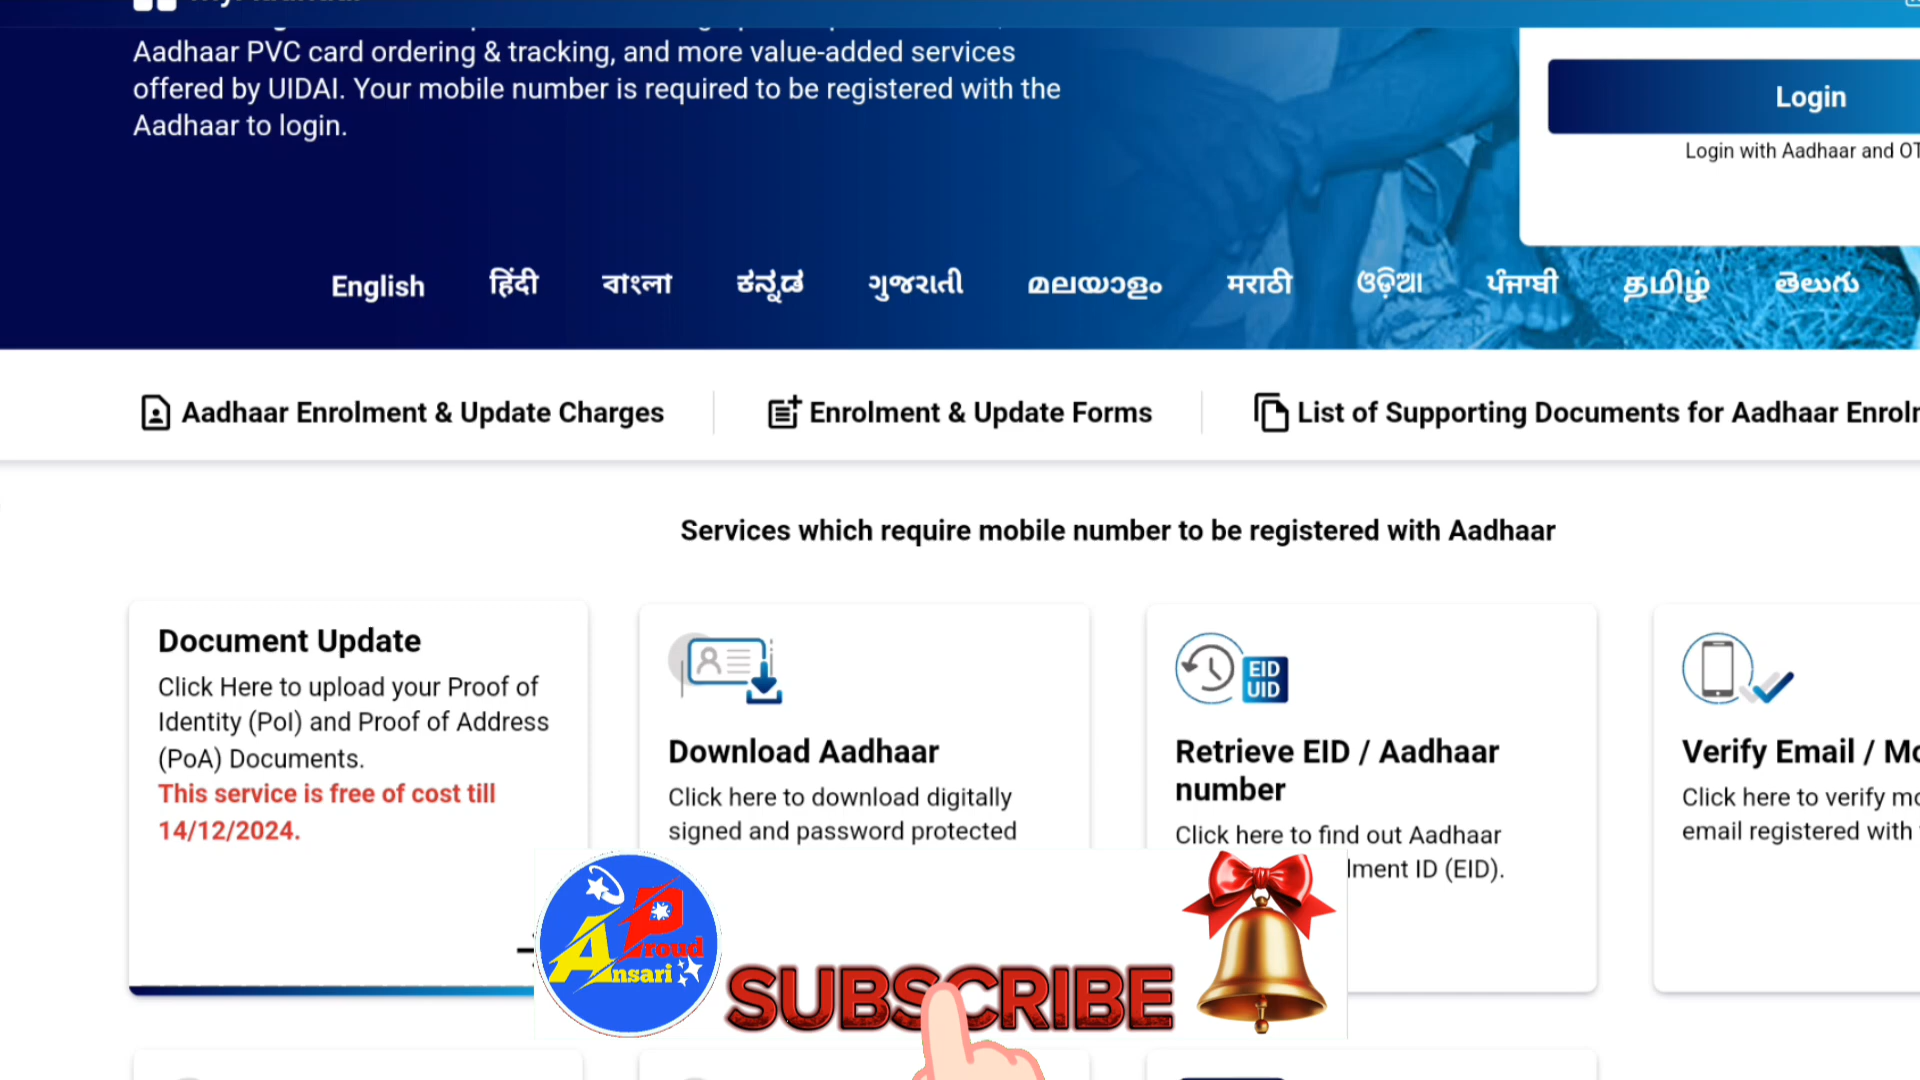 Aadhaar PVC card ordering & tracking, and more value-added services
offered by UIDAI. Your mobile number is required to be registered with the
Aadhaar to login.
Login
Login with Aadhaar and
English हिंदी বাংলা ಕನ್ನಡ ગુજરાતી മലയാളം मराठी ଓଡ଼ିଆ ਪੰਜਾਬੀ தமிழ் తెలుగు
Aadhaar Enrolment & Update Charges
Enrolment & Update Forms
List of Supporting Documents for Aadhaar
Services which require mobile number to be registered with Aadhaar
Document Update
Click Here to upload your Proof of
Identity (PoI) and Proof of Address
(PoA) Documents.
This service is free of cost till
14/12/2024.
Download Aadhaar
Click here to download digitally
signed and password protected
EID
UID
Retrieve EID / Aadhaar
number
Click here to find out Aadhaar
lment ID (EID).
Verify Email /
Click here to verify
email registered with
Proud
Ansari
SUBSCRIBE